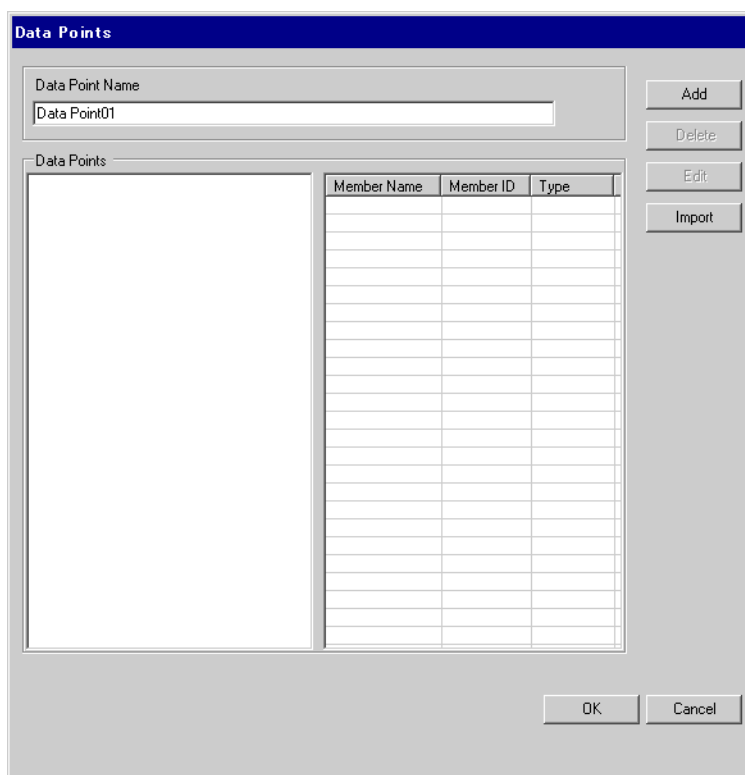 Data Points
Data Point Name
Data Point01
Add
Delete
Edit
Import
Data Points
Member Name Member ID Type
OK Cancel